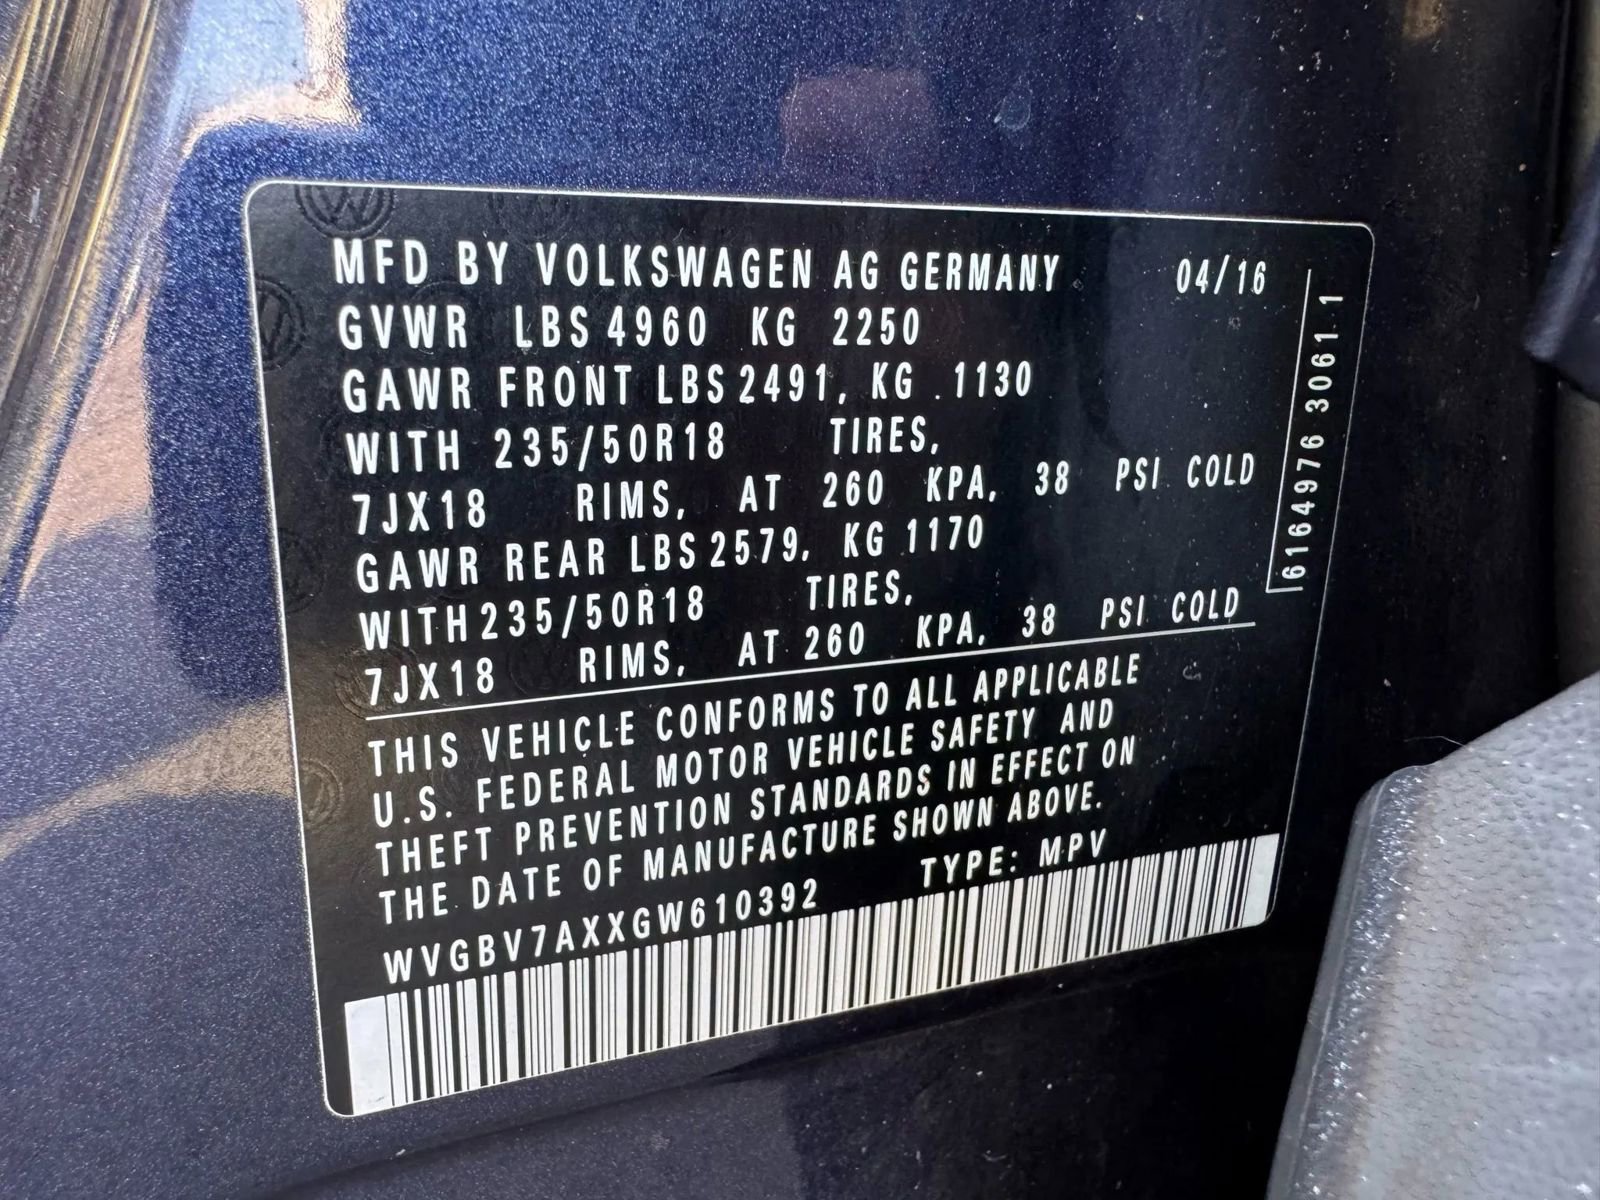 MFD BY VOLKSWAGEN AG GERMANY 04/16
GVWR LBS 4960 KG 2250
GAWR FRONT LBS 2491, KG .1130
WITH 235/50R18 TIRES,
7JX18 RIMS, AT 260 KPA, 38 PSI COLD
GAWR REAR LBS 2579, KG 1170
WITH 235/50R18 TIRES,
7JX18 RIMS, AT 260 KPA, 38 PSI COLD
THIS VEHICLE CONFORMS TO ALL APPLICABLE
U.S. FEDERAL MOTOR VEHICLE SAFETY AND
THEFT PREVENTION STANDARDS IN EFFECT ON
THE DATE OF MANUFACTURE SHOWN ABOVE.
WVGBV7AXXGW610392 TYPE: MPV
6164976 3061 1